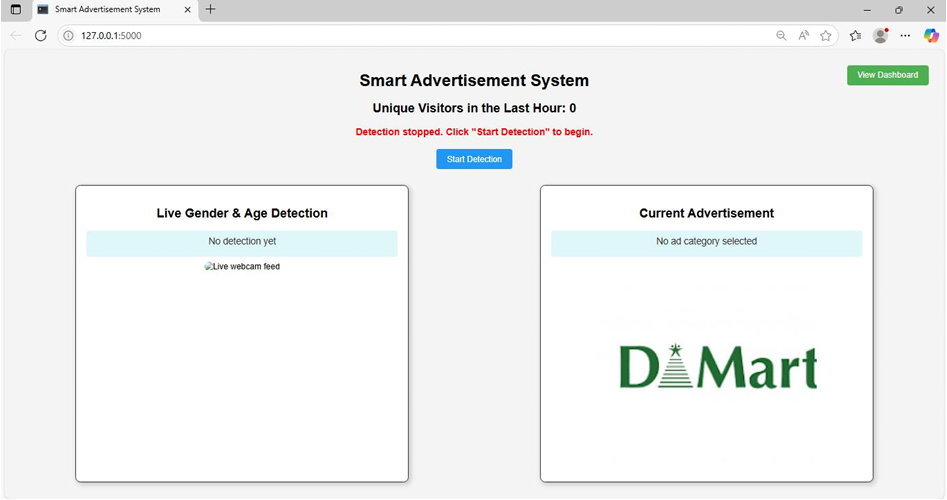 Smart Advertisement System
127.0.0.1:5000
View Dashboard
Smart Advertisement System
Unique Visitors in the Last Hour: 0
Detection stopped. Click "Start Detection" to begin.
Start Detection
Live Gender & Age Detection
No detection yet
Live webcam feed
Current Advertisement
No ad category selected
D Mart